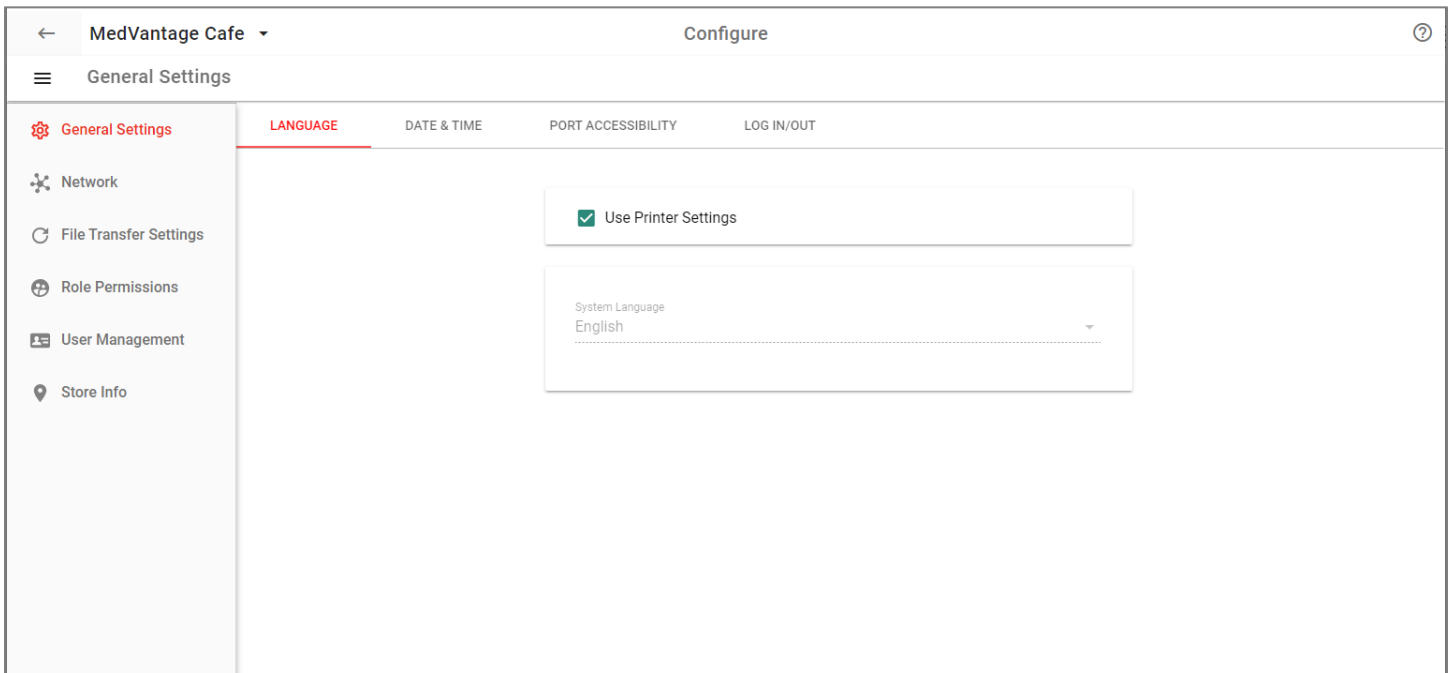 MedVantage Cafe
Configure
General Settings
General Settings
Network
File Transfer Settings
Role Permissions
User Management
Store Info
LANGUAGE
DATE & TIME
PORT ACCESSIBILITY
LOG IN/OUT
Use Printer Settings
System Language
English